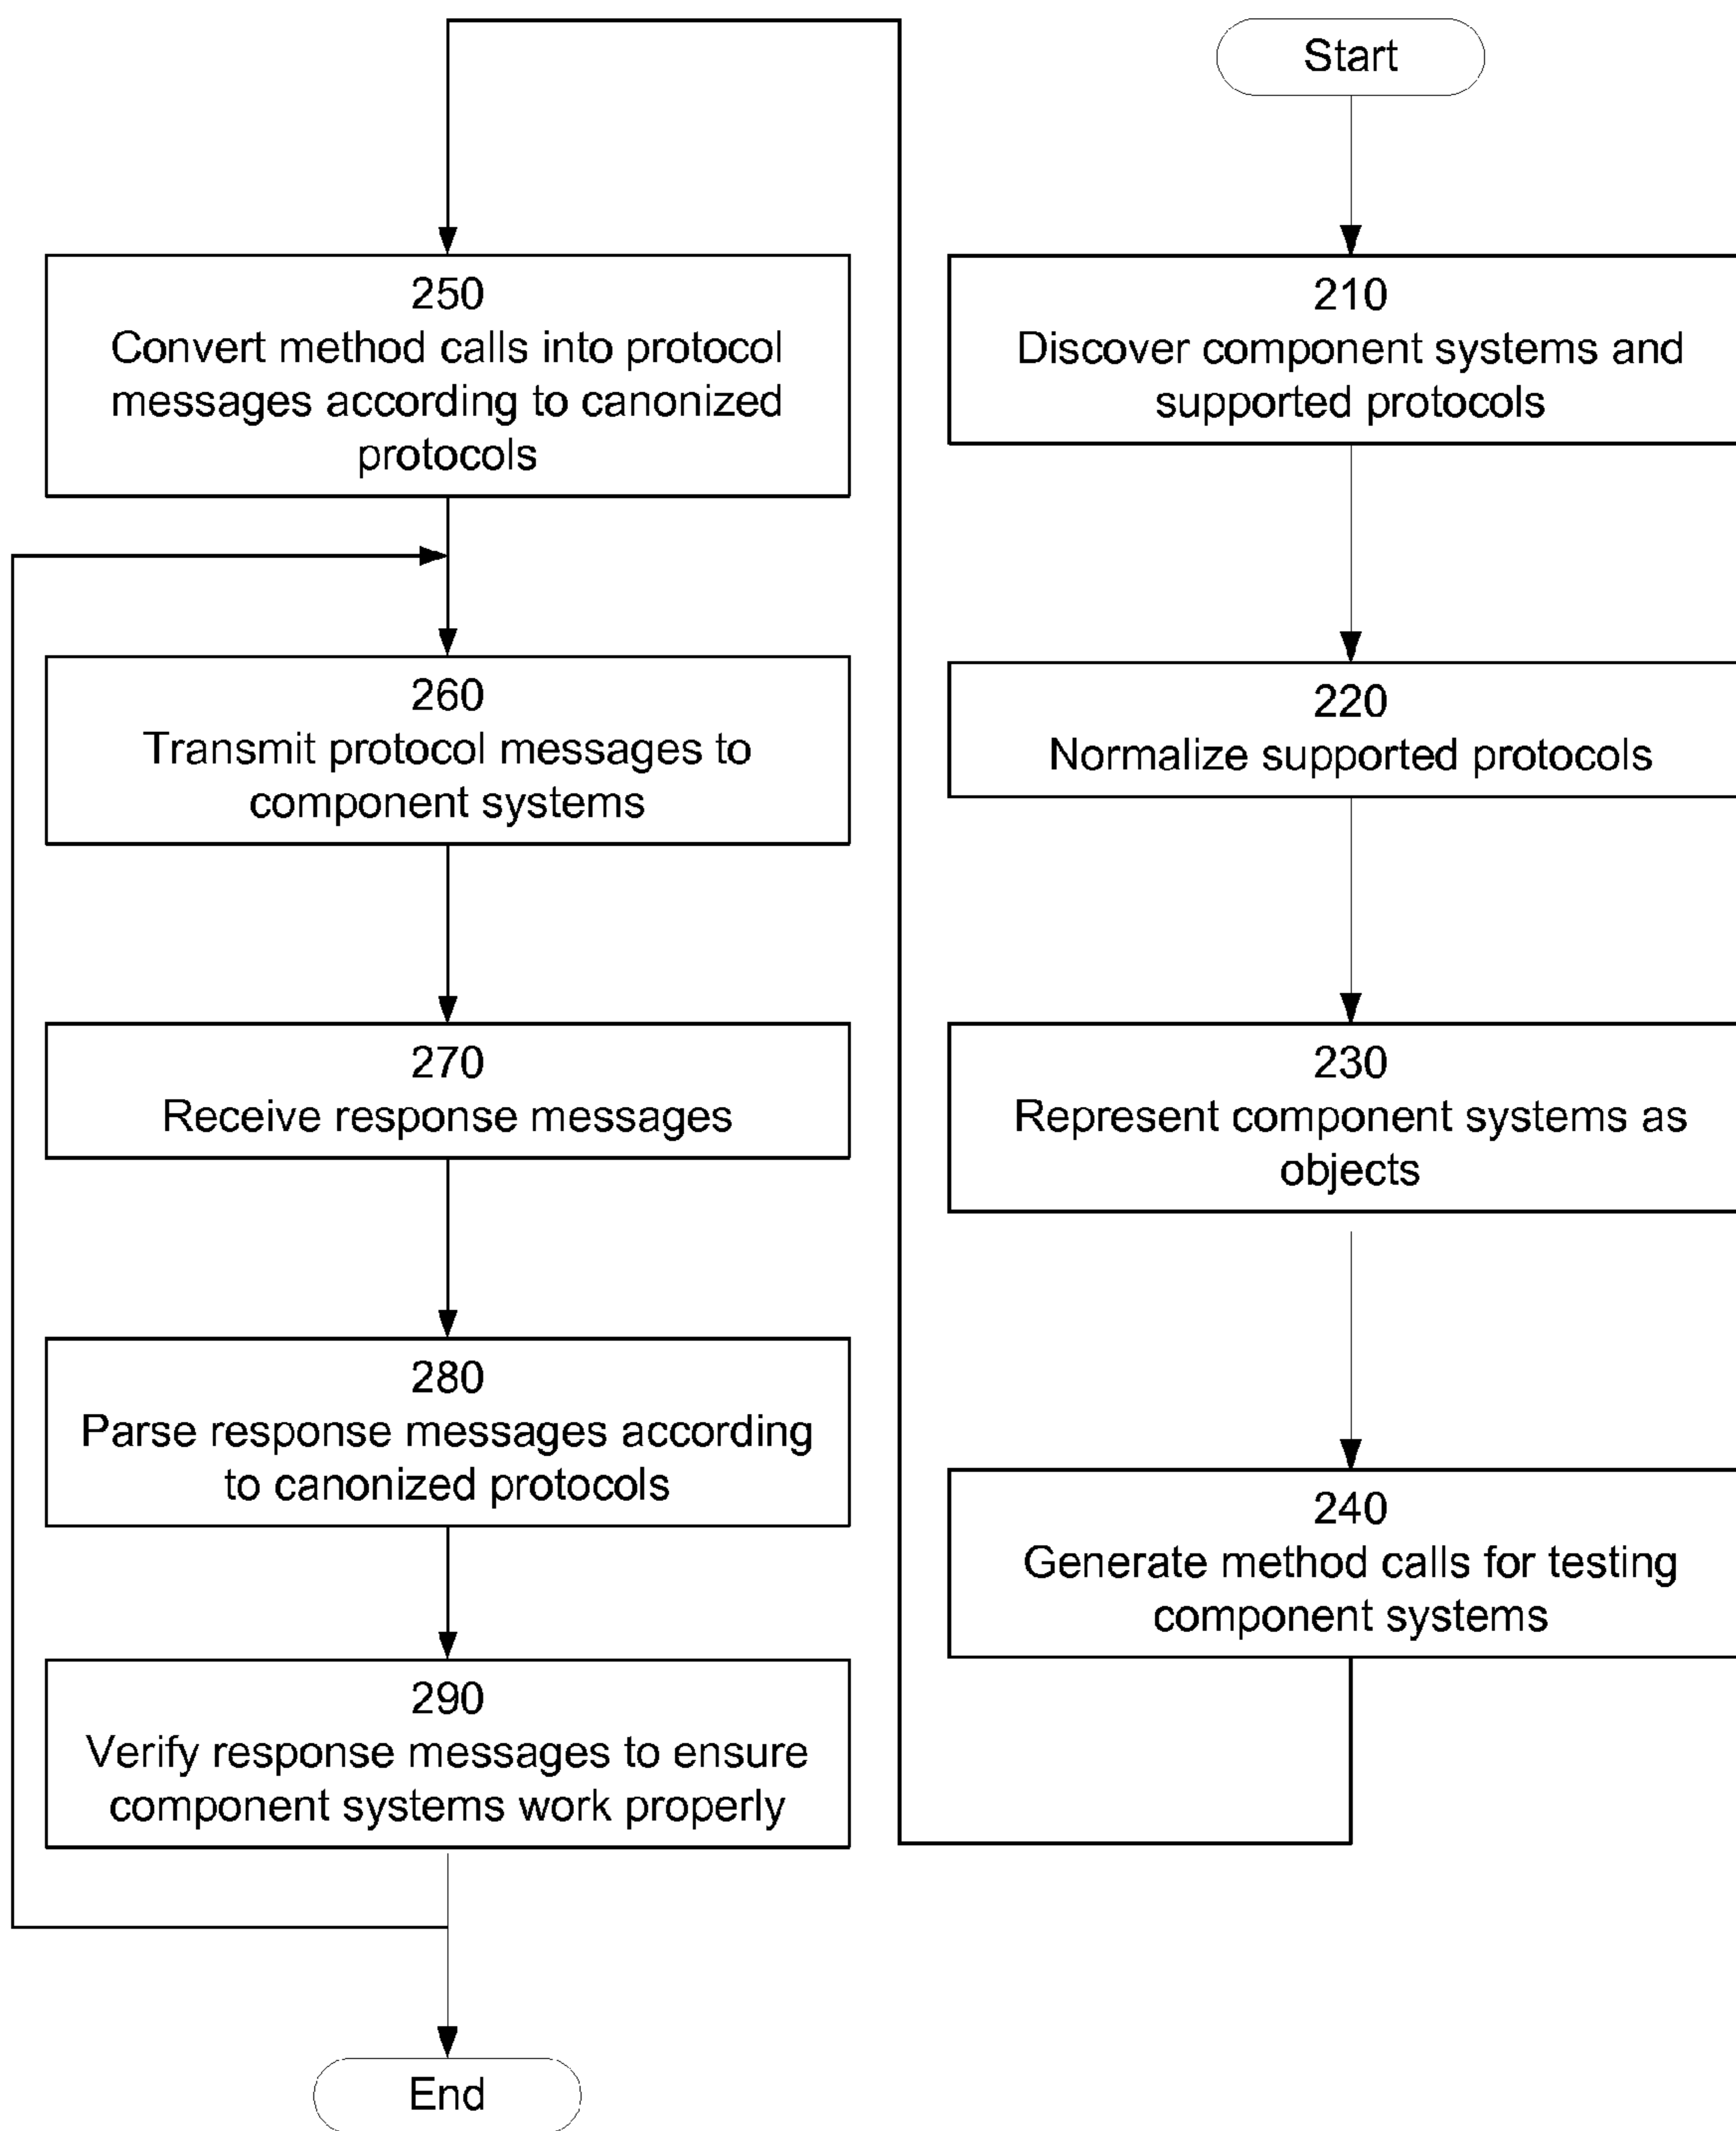 Start
210
Discover component systems and
supported protocols
220
Normalize supported protocols
230
Represent component systems as
objects
240
Generate method calls for testing
component systems
250
Convert method calls into protocol
messages according to canonized
protocols
260
Transmit protocol messages to
component systems
270
Receive response messages
280
Parse response messages according
to canonized protocols
290
Verify response messages to ensure
component systems work properly
End